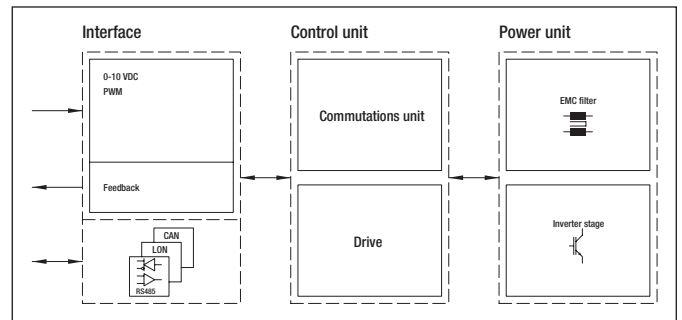 Interface
Control unit
Power unit
0-10 VDC
PWM
Feedback
CAN
LON
RS485
Commutations unit
Drive
EMC filter
Inverter stage